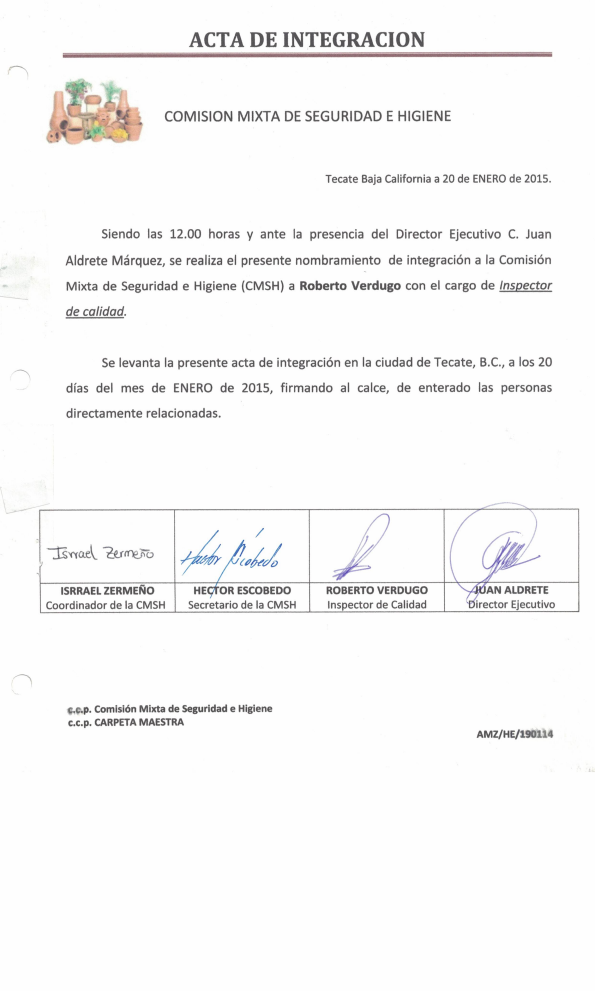 ACTA DE INTEGRACION
COMISION MIXTA DE SEGURIDAD E HIGIENE
Tecate Baja California a 20 de ENERO de 2015.
Siendo las 12.00 horas y ante la presencia del Director Ejecutivo C. Juan
Aldrete Márquez, se realiza el presente nombramiento de integración a la Comisión
Mixta de Seguridad e Higiene (CMSH) a Roberto Verdugo con el cargo de Inspector
de calidad.
Se levanta la presente acta de integración en la ciudad de Tecate, B.C., a los 20
días del mes de ENERO de 2015, firmando al calce, de enterado las personas
directamente relacionadas.
Isrrael Zermeño
Hector Escobedo
ISRRAEL ZERMEÑO
Coordinador de la CMSH
HECTOR ESCOBEDO
Secretario de la CMSH
ROBERTO VERDUGO
Inspector de Calidad
JUAN ALDRETE
Director Ejecutivo
c.c.p. Comisión Mixta de Seguridad e Higiene
c.c.p. CARPETA MAESTRA
AMZ/HE/190114